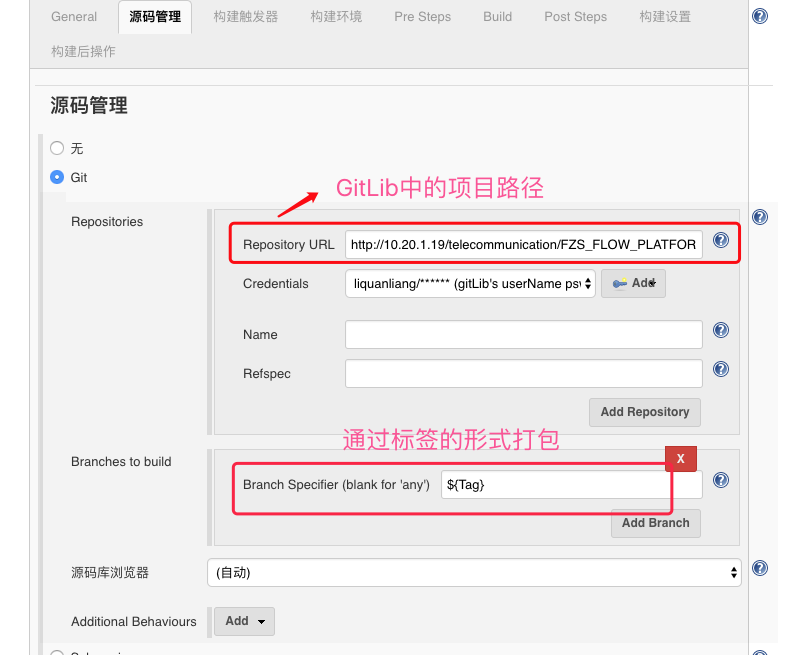 General 源码管理 构建触发器 构建环境 Pre Steps Build Post Steps 构建设置
构建后操作
源码管理
无
Git
GitLib中的项目路径
Repositories
Repository URL http://10.20.1.19/telecommunication/FZS_FLOW_PLATFOR
Credentials liquanliang/****** (gitLib's userName psw Add
Name
Refspec
Add Repository
通过标签的形式打包
Branches to build
X
Branch Specifier (blank for 'any') ${Tag}
Add Branch
源码库浏览器 (自动)
Additional Behaviours Add